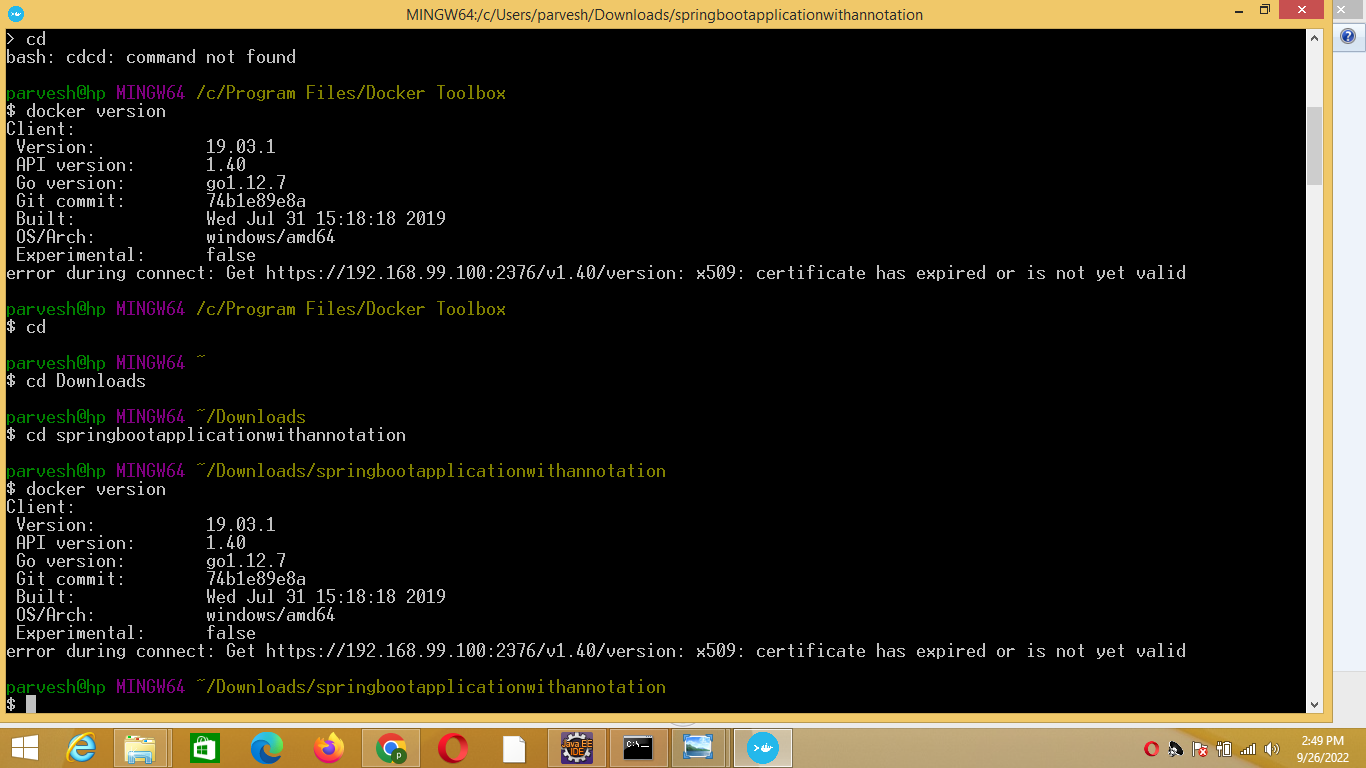 MINGW64:/c/Users/parvesh/Downloads/springbootapplicationwithannotation
> cd
bash: cdcd: command not found
parvesh@hp MINGW64 /c/Program Files/Docker Toolbox
$ docker version
Client:
Version: 19.03.1
API version: 1.40
Go version: go1.12.7
Git commit: 74b1e89e8a
Built: Wed Jul 31 15:18:18 2019
OS/Arch: windows/amd64
Experimental: false
error during connect: Get https://192.168.99.100:2376/v1.40/version: x509: certificate has expired or is not yet valid
parvesh@hp MINGW64 /c/Program Files/Docker Toolbox
$ cd
parvesh@hp MINGW64 ~
$ cd Downloads
parvesh@hp MINGW64 ~/Downloads
$ cd springbootapplicationwithannotation
parvesh@hp MINGW64 ~/Downloads/springbootapplicationwithannotation
$ docker version
Client:
Version: 19.03.1
API version: 1.40
Go version: go1.12.7
Git commit: 74b1e89e8a
Built: Wed Jul 31 15:18:18 2019
OS/Arch: windows/amd64
Experimental: false
error during connect: Get https://192.168.99.100:2376/v1.40/version: x509: certificate has expired or is not yet valid
parvesh@hp MINGW64 ~/Downloads/springbootapplicationwithannotation
$
Java EE
IDE
C:\
p
2:49 PM
9/26/2022